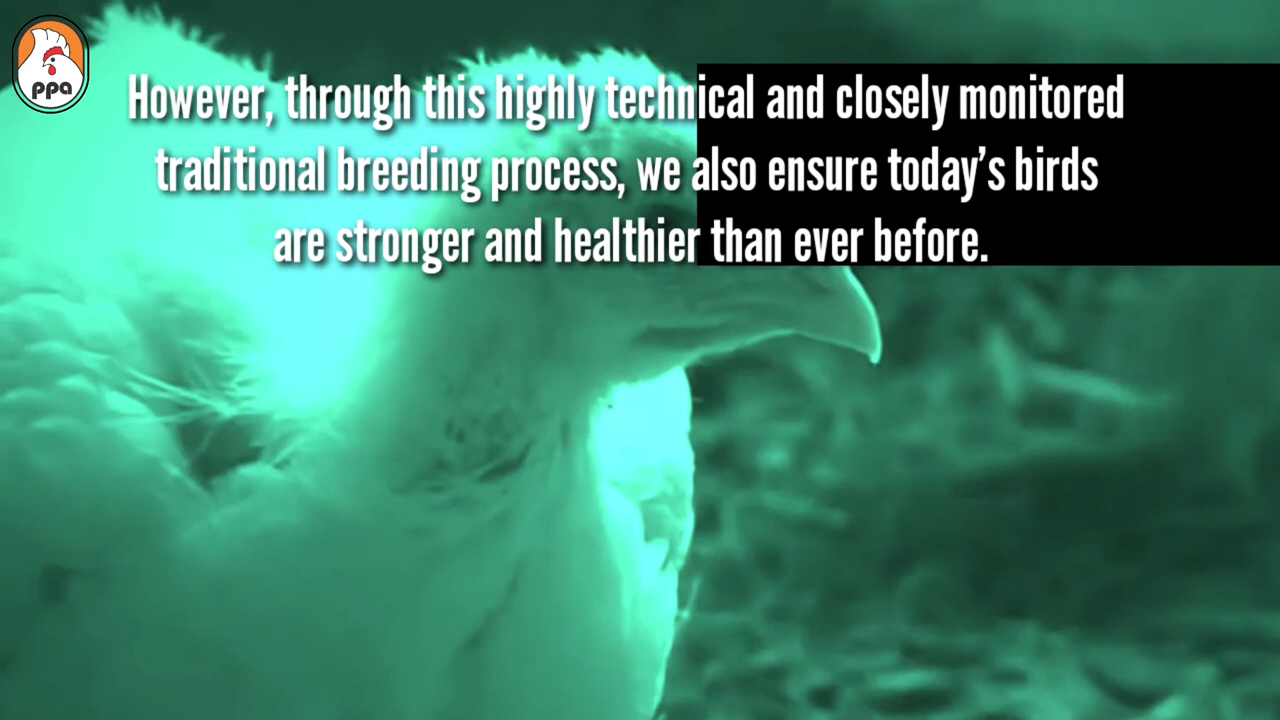 ppa
However, through this highly technical and closely monitored
traditional breeding process, we also ensure today's birds
are stronger and healthier than ever before.